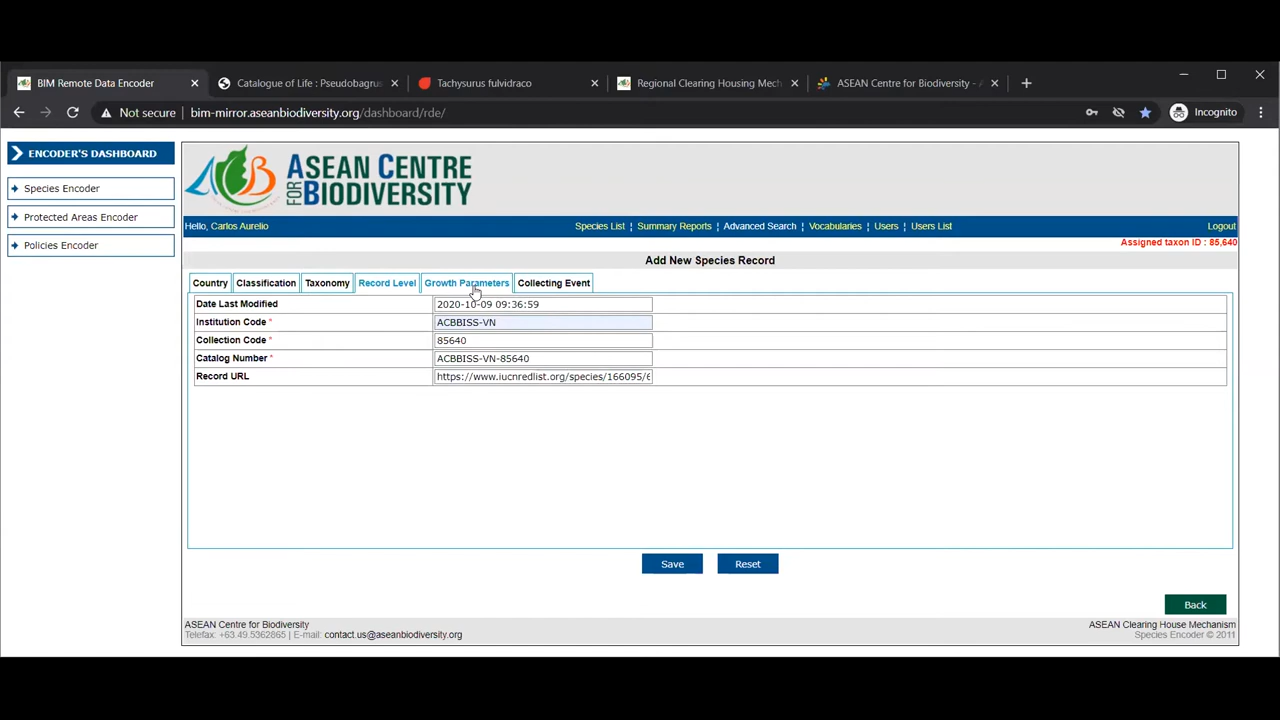 BIM Remote Data Encoder
Catalogue of Life : Pseudobagrus
Tachysurus fulvidraco
Regional Clearing Housing Mech
ASEAN Centre for Biodiversity - A
Not secure
bim-mirror.aseanbiodiversity.org/dashboard/rde/
Incognito
ENCODER'S DASHBOARD
Species Encoder
Protected Areas Encoder
Policies Encoder
ACB
ASEAN CENTRE
FOR BIODIVERSITY
Hello, Carlos Aurelio
Species List ¦ Summary Reports ¦ Advanced Search ¦ Vocabularies ¦ Users ¦ Users List
Logout
Assigned taxon ID : 85,640
Add New Species Record
Country Classification Taxonomy Record Level Growth Parameters Collecting Event
Date Last Modified 2020-10-09 09:36:59
Institution Code * ACBBISS-VN
Collection Code * 85640
Catalog Number * ACBBISS-VN-85640
Record URL https://www.iucnredlist.org/species/166095/6
Save Reset
Back
ASEAN Centre for Biodiversity
Telefax: +63.49.5362865 | E-mail: contact.us@aseanbiodiversity.org
ASEAN Clearing House Mechanism
Species Encoder © 2011